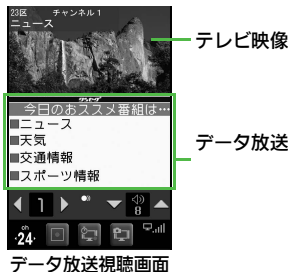 23区 チャンネル1
ニュース
テレビ映像
今日のおススメ番組は…
■ニュース
■天気
■交通情報
■スポーツ情報
データ放送
1
8
ch
24
データ放送視聴画面